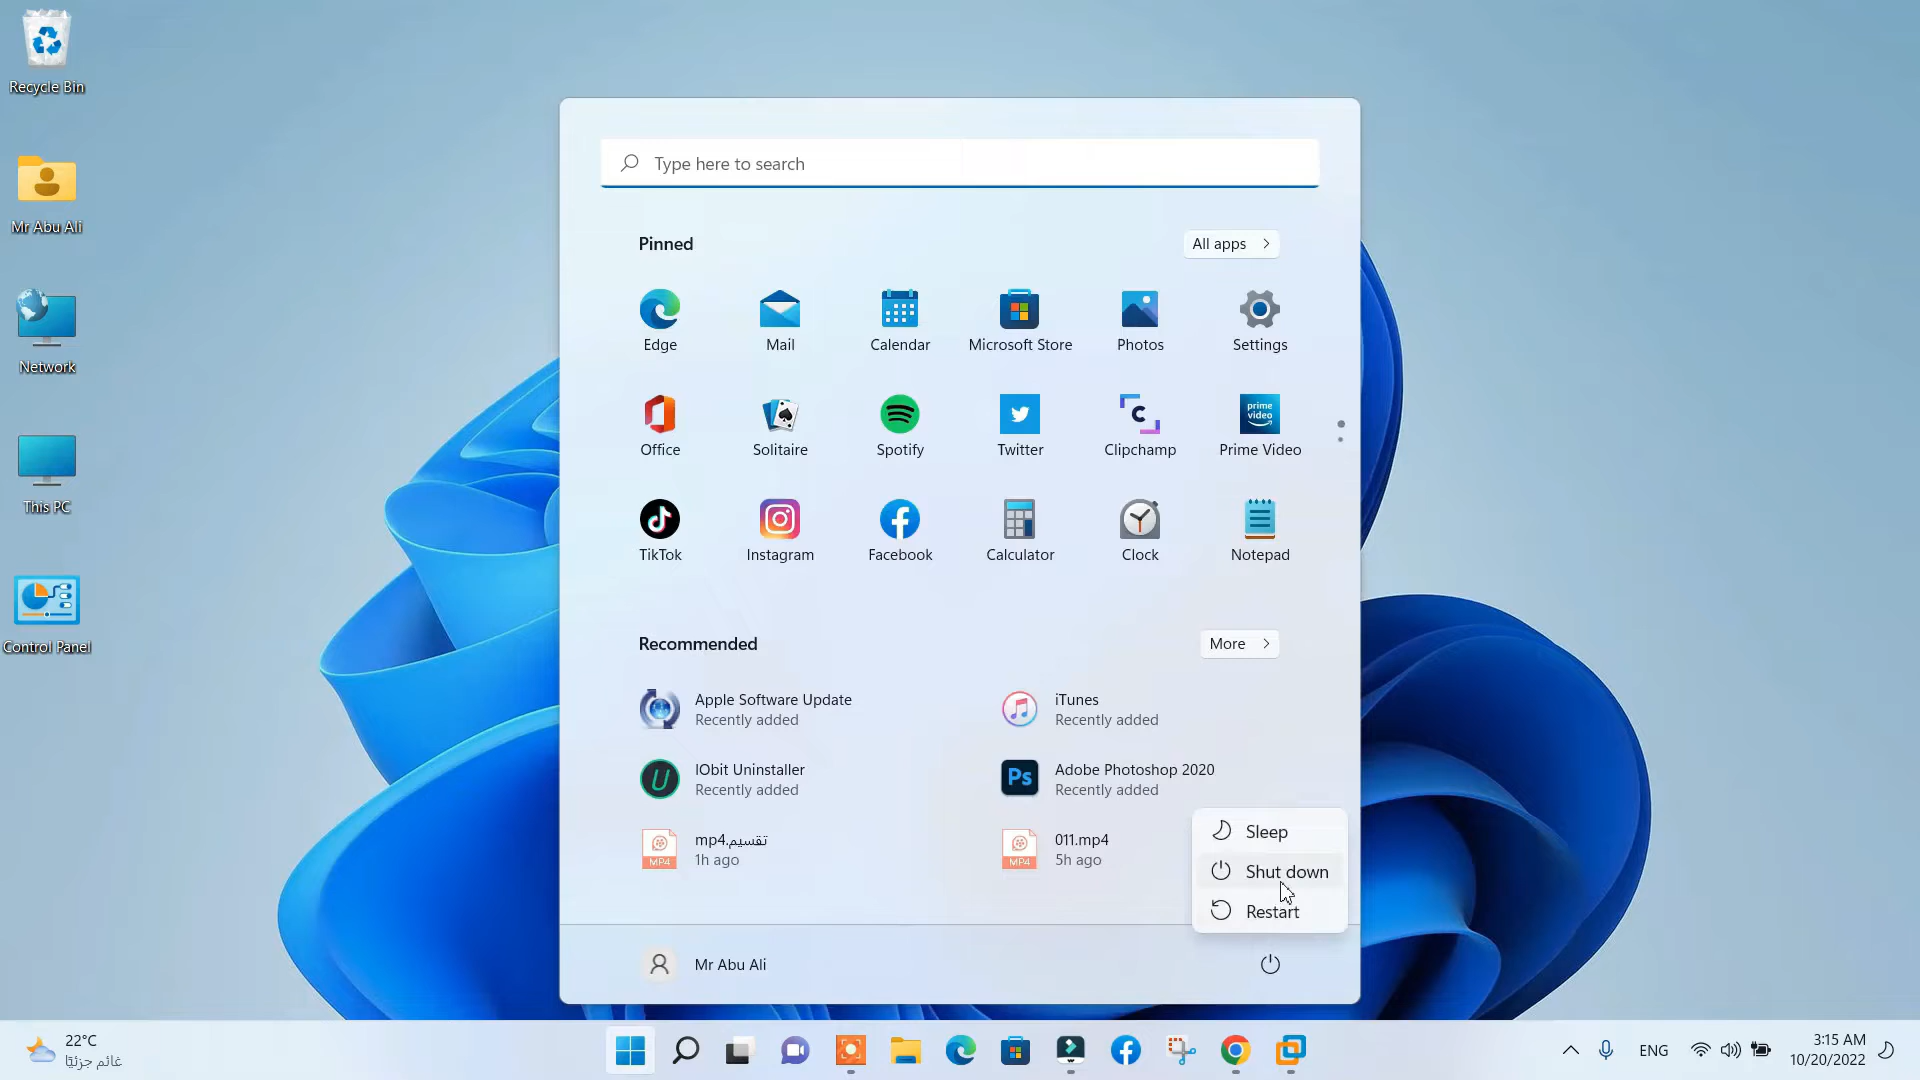 Recycle Bin
Mr Abu Ali
Network
This PC
Control Panel
Type here to search
Pinned
All apps
Edge
Mail
Calendar
Microsoft Store
Photos
Settings
Office
Solitaire
Spotify
Twitter
Clipchamp
prime video
Prime Video
TikTok
Instagram
Facebook
Calculator
Clock
Notepad
Recommended
More
Apple Software Update
Recently added
iTunes
Recently added
IObit Uninstaller
Recently added
Ps
Adobe Photoshop 2020
Recently added
MP4
تقسيم.mp4
1h ago
MP4
011.mp4
5h ago
Sleep
Shut down
Restart
Mr Abu Ali
22°C
غائم جزئيًا
ENG
3:15 AM
10/20/2022